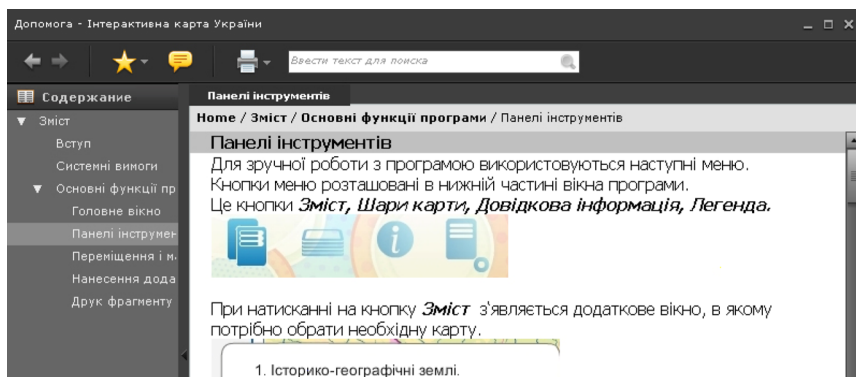 Допомога - Інтерактивна карта України
Ввести текст для поиска
Содержание
Панелі інструментів
Зміст
Home / Зміст / Основні функції програми / Панелі інструментів
Вступ
Системні вимоги
Основні функції пр
Головне вікно
Панелі інструмен
Переміщення і м
Нанесення дода
Друк фрагменту
Панелі інструментів
Для зручної роботи з програмою використовуються наступні меню.
Кнопки меню розташовані в нижній частині вікна програми.
Це кнопки Зміст, Шари карти, Довідкова інформація, Легенда.
При натисканні на кнопку Зміст з'являється додаткове вікно, в якому
потрібно обрати необхідну карту.
1. Історико-географічні землі.